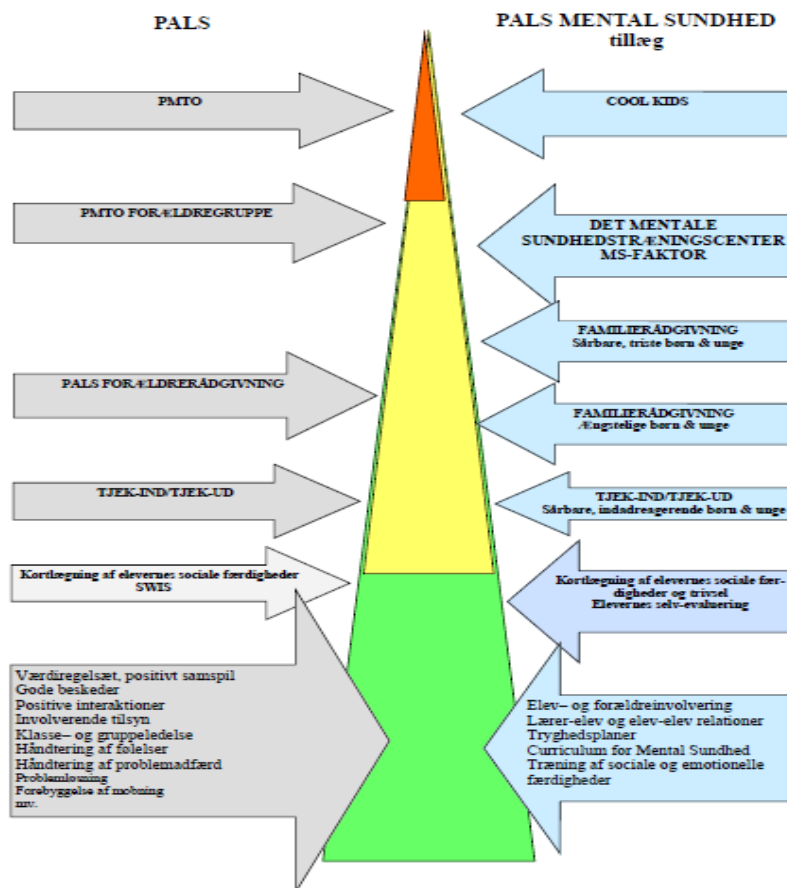 PALS
PALS MENTAL SUNDHED
tillæg
PMTO
COOL KIDS
PMTO FORÆLDREGRUPPE
DET MENTALE
SUNDHEDSTRÆNINGSCENTER
MS-FAKTOR
FAMILIERÅDGIVNING
Sårbare, triste børn & unge
PALS FORÆLDRERÅDGIVNING
FAMILIERÅDGIVNING
Ængstelige børn & unge
TJEK-IND/TJEK-UD
TJEK-IND/TJEK-UD
Sårbare, indadreagerende børn & unge
Kortlægning af elevernes sociale færdigheder
SWIS
Kortlægning af elevernes sociale fær-
digheder og trivsel
Elevernes selv-evaluering
Værdiregelsæt, positivt samspil
Gode beskeder
Positive interaktioner
Involverende tilsyn
Klasse– og gruppeledelse
Håndtering af følelser
Håndtering af problemadfærd
Problemløsning
Forebyggelse af mobning
mv.
Elev– og forældreinvolvering
Lærer-elev og elev-elev relationer
Tryghedsplaner
Curriculum for Mental Sundhed
Træning af sociale og emotionelle
færdigheder